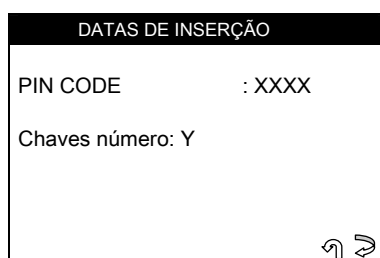 DATAS DE INSERÇÃO
PIN CODE : XXXX
Chaves número: Y